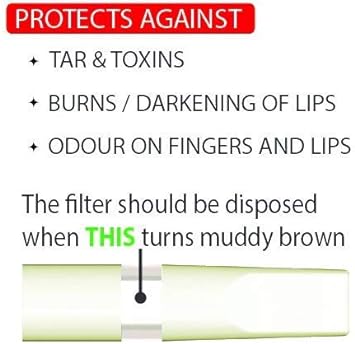 PROTECTS AGAINST
TAR & TOXINS
BURNS / DARKENING OF LIPS
ODOUR ON FINGERS AND LIPS
The filter should be disposed
when THIS turns muddy brown